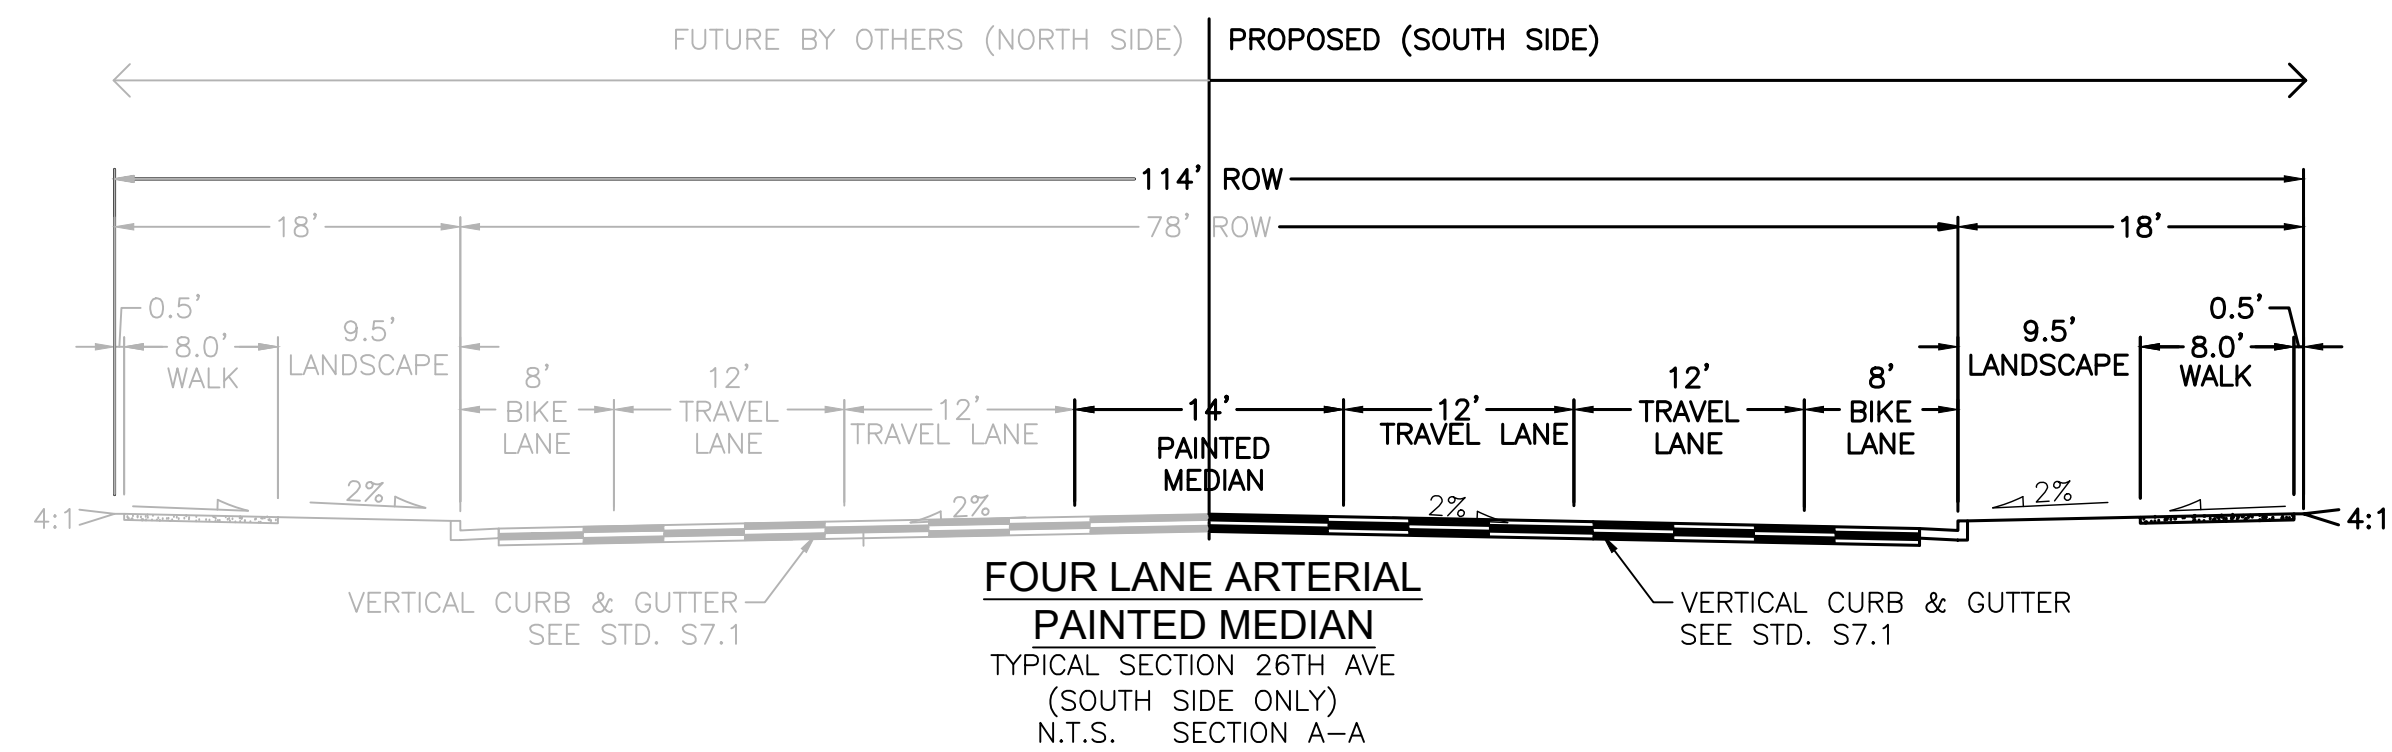 FUTURE BY OTHERS (NORTH SIDE)
PROPOSED (SOUTH SIDE)
114' ROW
18'
78' ROW
18'
0.5'
8.0'
WALK
9.5'
LANDSCAPE
8'
BIKE
LANE
12'
TRAVEL
LANE
12'
TRAVEL LANE
14'
PAINTED
MEDIAN
12'
TRAVEL LANE
12'
TRAVEL
LANE
8'
BIKE
LANE
9.5'
LANDSCAPE
8.0'
WALK
0.5'
4:1
2%
2%
2%
2%
4:1
VERTICAL CURB & GUTTER
SEE STD. S7.1
VERTICAL CURB & GUTTER
SEE STD. S7.1
FOUR LANE ARTERIAL
PAINTED MEDIAN
TYPICAL SECTION 26TH AVE
(SOUTH SIDE ONLY)
N.T.S. SECTION A-A